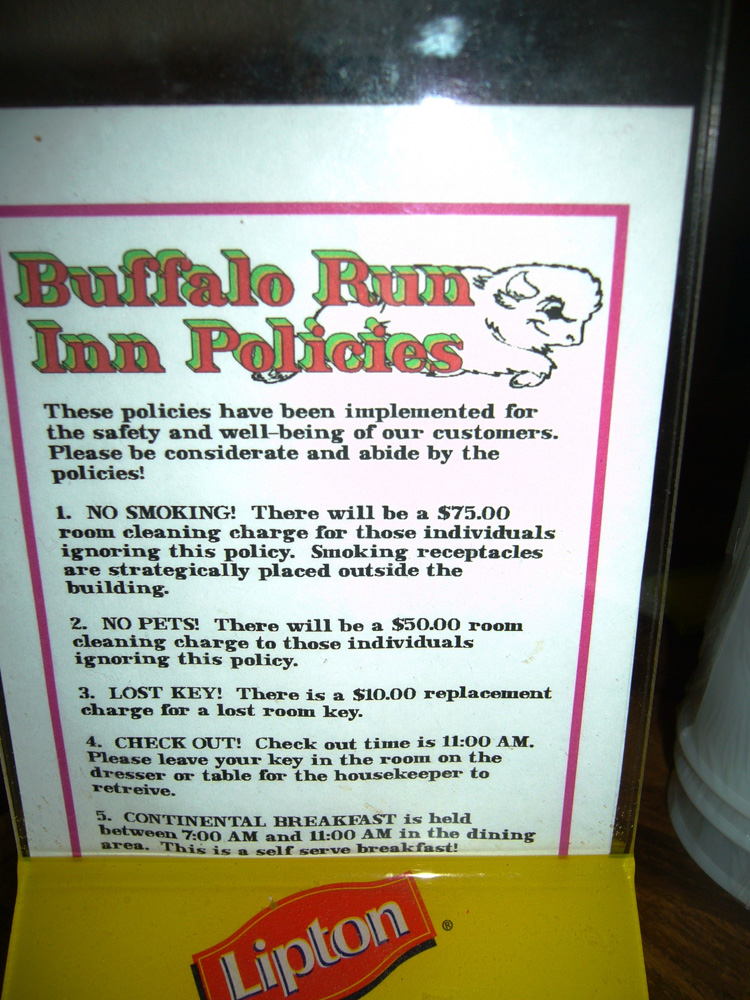 Buffalo Run
Inn Policies
These policies have been implemented for
the safety and well-being of our customers.
Please be considerate and abide by the
policies!
1. NO SMOKING! There will be a $75.00
room cleaning charge for those individuals
ignoring this policy. Smoking receptacles
are strategically placed outside the
building.
2. NO PETS! There will be a $50.00 room
cleaning charge to those individuals
ignoring this policy.
3. LOST KEY! There is a $10.00 replacement
charge for a lost room key.
4. CHECK OUT! Check out time is 11:00 AM.
Please leave your key in the room on the
dresser or table for the housekeeper to
retreive.
5. CONTINENTAL BREAKFAST is held
between 7:00 AM and 11:00 AM in the dining
area. This is a self serve breakfast!
Lipton ®